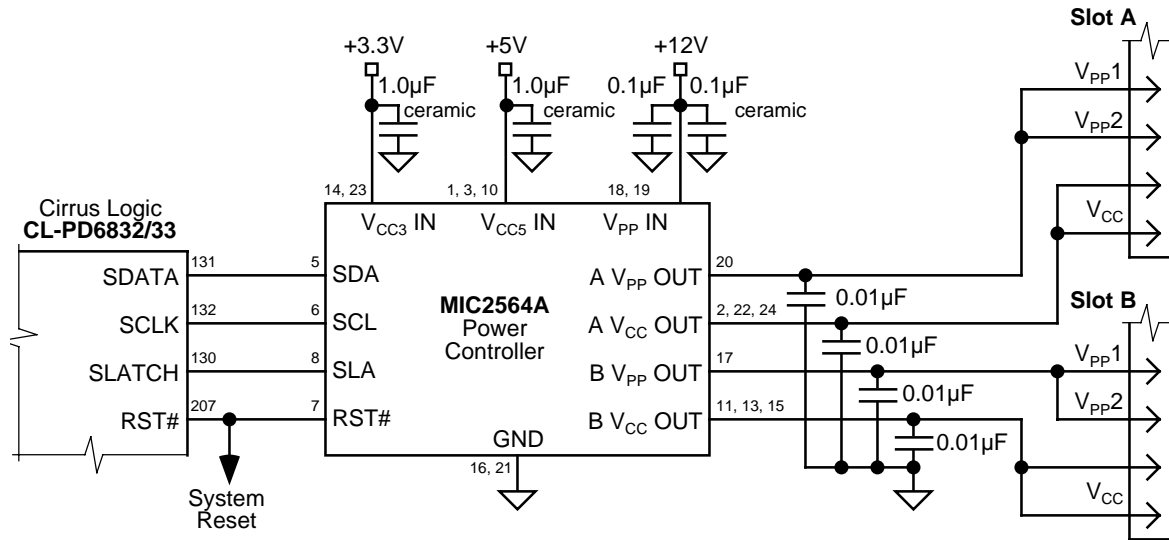 Slot A
+3.3V
+5V
+12V
1.0µF
ceramic
1.0µF
ceramic
0.1µF
0.1µF
ceramic
VPP1
VPP2
VCC
14, 23
1, 3, 10
18, 19
VCC3 IN
VCC5 IN
VPP IN
Cirrus Logic
CL-PD6832/33
SDATA
131
5
SDA
SCLK
132
6
SCL
SLATCH
130
8
SLA
RST#
207
7
RST#
System
Reset
MIC2564A
Power
Controller
GND
16, 21
A VPP OUT
20
A VCC OUT
2, 22, 24
B VPP OUT
17
B VCC OUT
11, 13, 15
0.01µF
0.01µF
0.01µF
0.01µF
Slot B
VPP1
VPP2
VCC